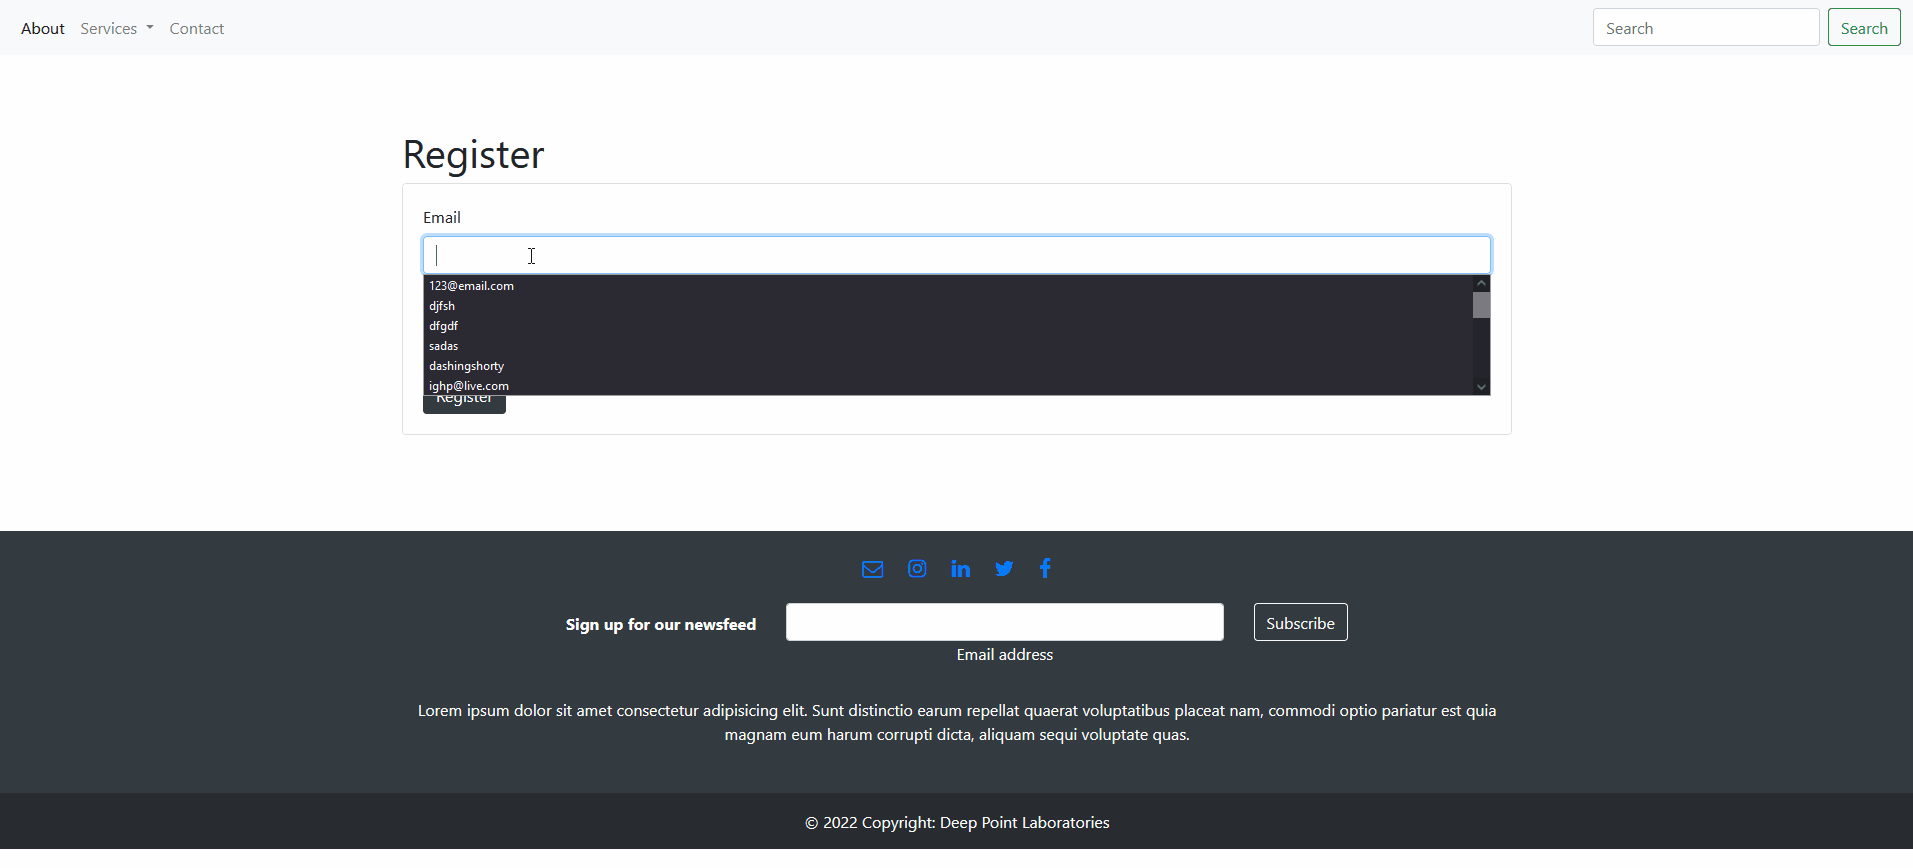 About Services Contact Search Search
Register
Email
123@email.com
djfsh
dfgdf
sadas
dashingshorty
ighp@live.com
Register
Sign up for our newsfeed Subscribe
Email address
Lorem ipsum dolor sit amet consectetur adipisicing elit. Sunt distinctio earum repellat quaerat voluptatibus placeat nam, commodi optio pariatur est quia
magnam eum harum corrupti dicta, aliquam sequi voluptate quas.
© 2022 Copyright: Deep Point Laboratories